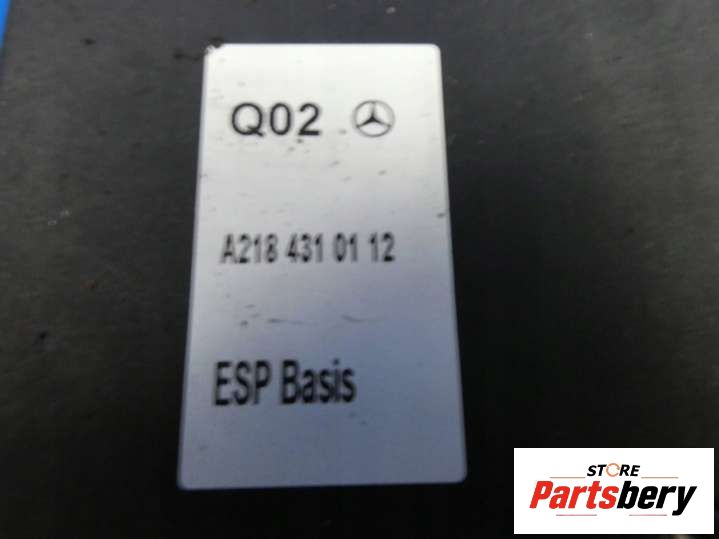 Q02
A218 431 01 12
ESP Basis
STORE
Partsbery